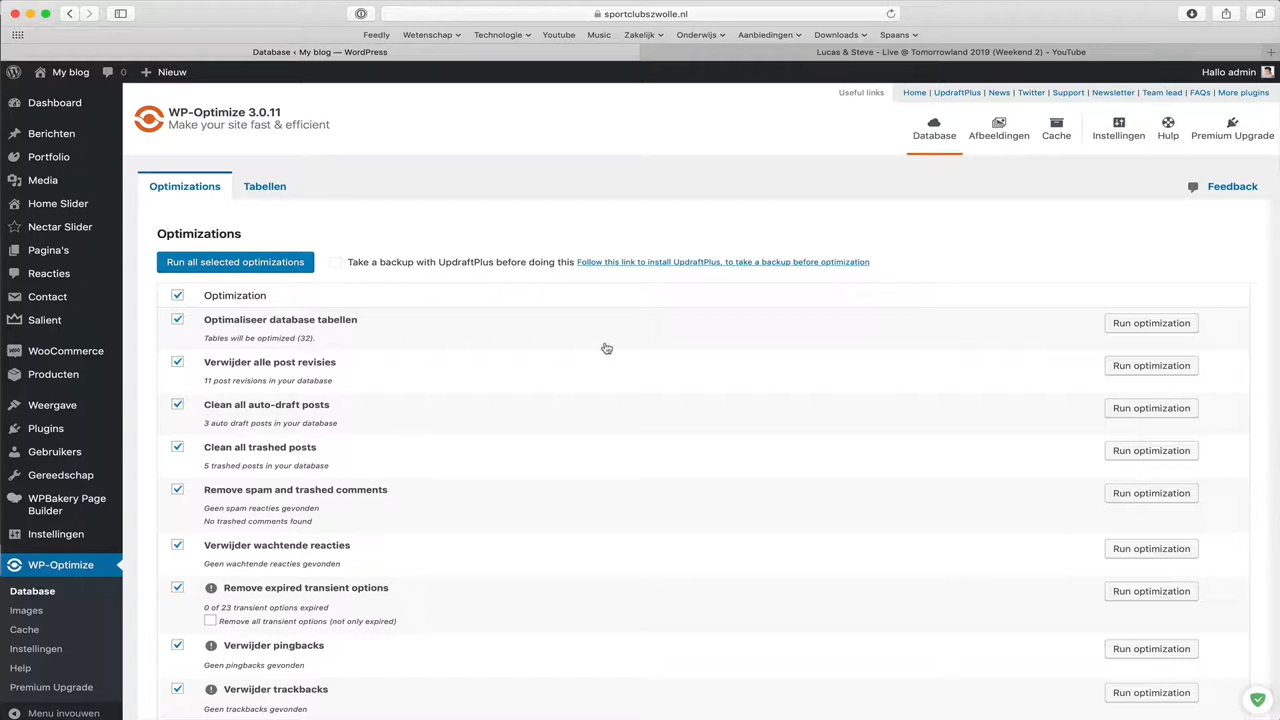 sportclubszwolle.nl
Feedly Wetenschap Technologie Youtube Music Zakelijk Onderwijs Aanbiedingen Downloads Spaans
Database ‹ My blog — WordPress
Lucas & Steve - Live @ Tomorrowland 2019 (Weekend 2) - YouTube
My blog 0 Nieuw
Hallo admin
Useful links
Home | UpdraftPlus | News | Twitter | Support | Newsletter | Team lead | FAQs | More plugins
WP-Optimize 3.0.11
Make your site fast & efficient
Database
Afbeeldingen
Cache
Instellingen
Hulp
Premium Upgrade
Dashboard
Berichten
Portfolio
Media
Home Slider
Nectar Slider
Pagina's
Reacties
Contact
Salient
WooCommerce
Producten
Weergave
Plugins
Gebruikers
Gereedschap
WPBakery Page
Builder
Instellingen
WP-Optimize
Database
Images
Cache
Instellingen
Help
Premium Upgrade
Menu invouwen
Optimizations
Tabellen
Feedback
Optimizations
Run all selected optimizations
Take a backup with UpdraftPlus before doing this Follow this link to install UpdraftPlus, to take a backup before optimization
Optimization
Optimaliseer database tabellen
Tables will be optimized (32).
Run optimization
Verwijder alle post revisies
11 post revisions in your database
Run optimization
Clean all auto-draft posts
3 auto draft posts in your database
Run optimization
Clean all trashed posts
5 trashed posts in your database
Run optimization
Remove spam and trashed comments
Geen spam reacties gevonden
No trashed comments found
Run optimization
Verwijder wachtende reacties
Geen wachtende reacties gevonden
Run optimization
Remove expired transient options
0 of 23 transient options expired
Remove all transient options (not only expired)
Run optimization
Verwijder pingbacks
Geen pingbacks gevonden
Run optimization
Verwijder trackbacks
Geen trackbacks gevonden
Run optimization